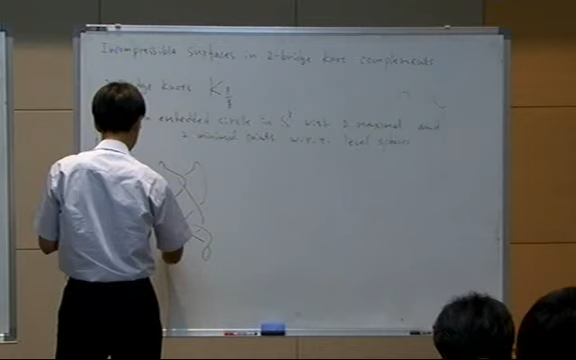 Incompressible surfaces in 2-bridge knot complements
bridge knots K p/q
embedded circle in S³ with 2 maximal and
2 minimal points w.r.t. level spheres